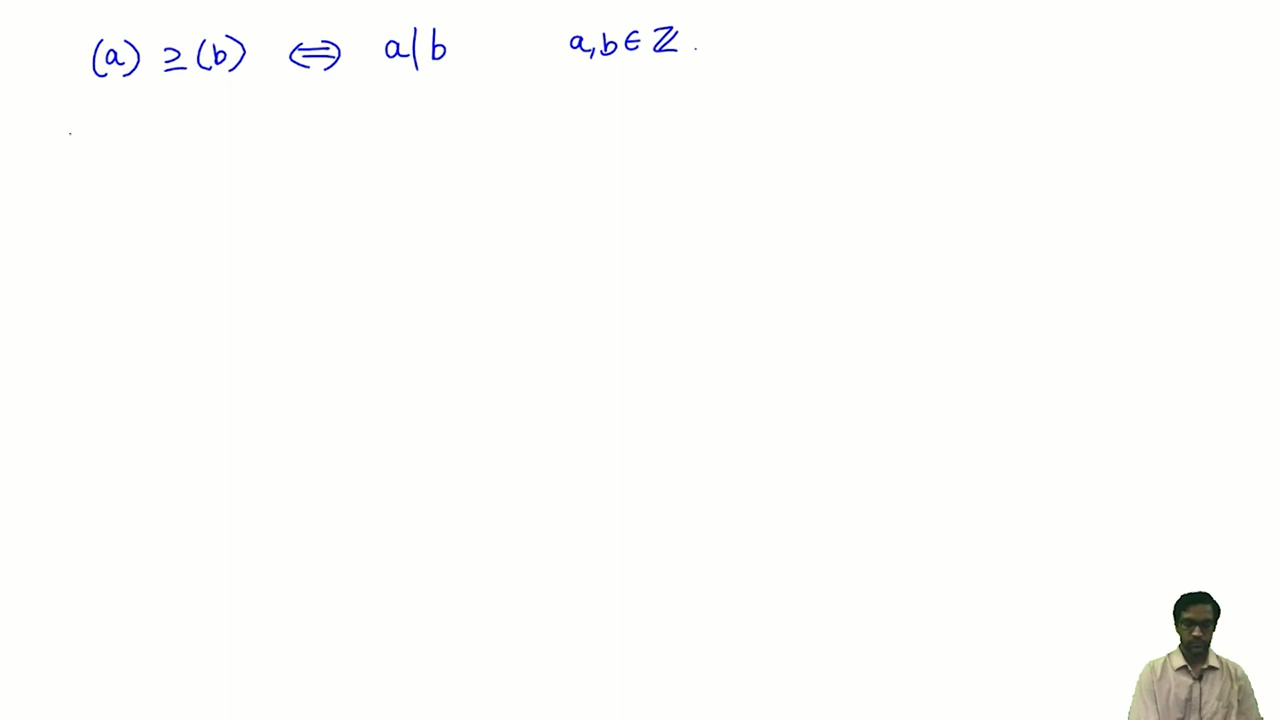 (a) ⊇ (b) ⟺ a|b a,b ∈ ℤ.